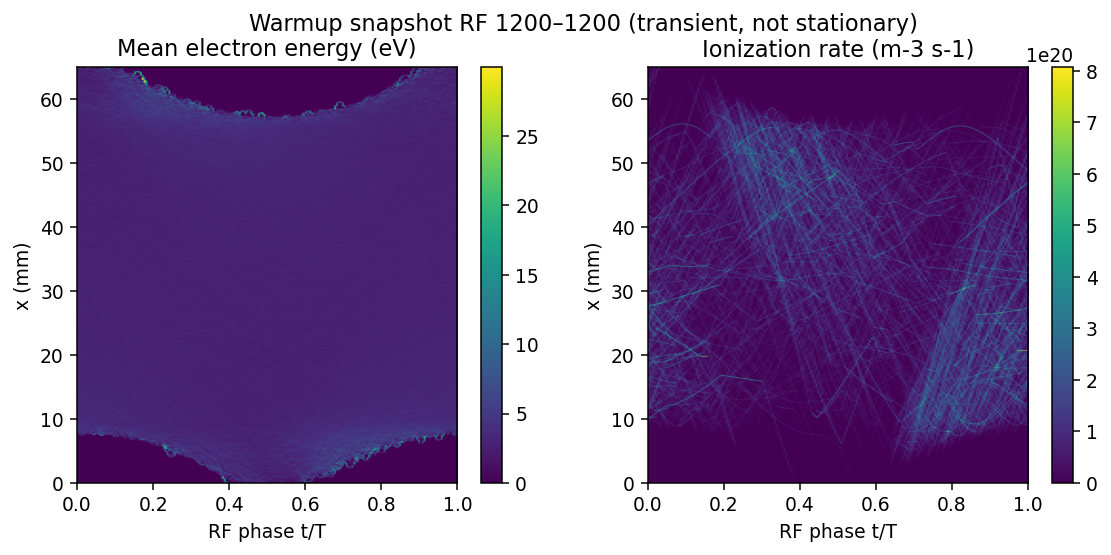 Warmup snapshot RF 1200–1200 (transient, not stationary)
Mean electron energy (eV)
Ionization rate (m-3 s-1)
1e20
x (mm)
60
50
40
30
20
10
0
0.0 0.2 0.4 0.6 0.8 1.0
RF phase t/T
25
20
15
10
5
0
x (mm)
60
50
40
30
20
10
0
0.0 0.2 0.4 0.6 0.8 1.0
RF phase t/T
8
7
6
5
4
3
2
1
0